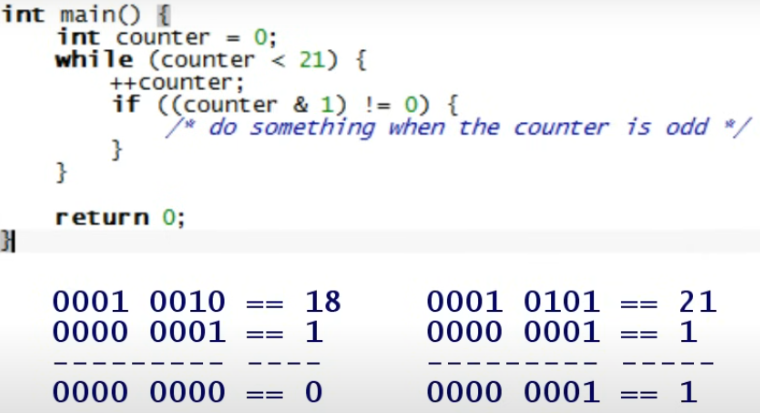 int main() {
    int counter = 0;
    while (counter < 21) {
        ++counter;
        if ((counter & 1) != 0) {
            /* do something when the counter is odd */
        }
    }

    return 0;
}
0001 0010 == 18    0001 0101 == 21
0000 0001 == 1    0000 0001 == 1
--------- ----    --------- -----
0000 0000 == 0    0000 0001 == 1